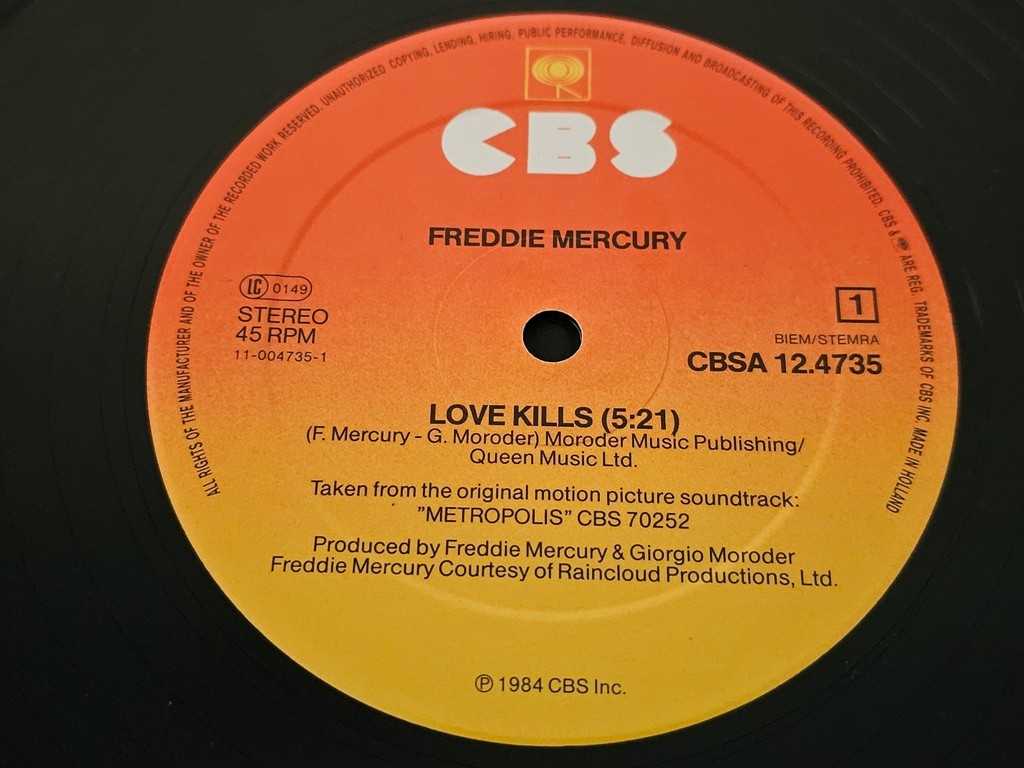 ALL RIGHTS OF THE MANUFACTURER AND OF THE OWNER OF THE RECORDED WORK RESERVED. UNAUTHORIZED COPYING, LENDING, HIRING, PUBLIC PERFORMANCE, DIFFUSION AND BROADCASTING OF THIS RECORDING PROHIBITED. CBS & ARE REG. TRADEMARKS OF CBS INC. MADE IN HOLLAND
CBS
FREDDIE MERCURY
LC 0149
STEREO
45 RPM
11-004735-1
1
BIEM/STEMRA
CBSA 12.4735
LOVE KILLS (5:21)
(F. Mercury - G. Moroder) Moroder Music Publishing/
Queen Music Ltd.
Taken from the original motion picture soundtrack:
"METROPOLIS" CBS 70252
Produced by Freddie Mercury & Giorgio Moroder
Freddie Mercury Courtesy of Raincloud Productions, Ltd.
℗ 1984 CBS Inc.